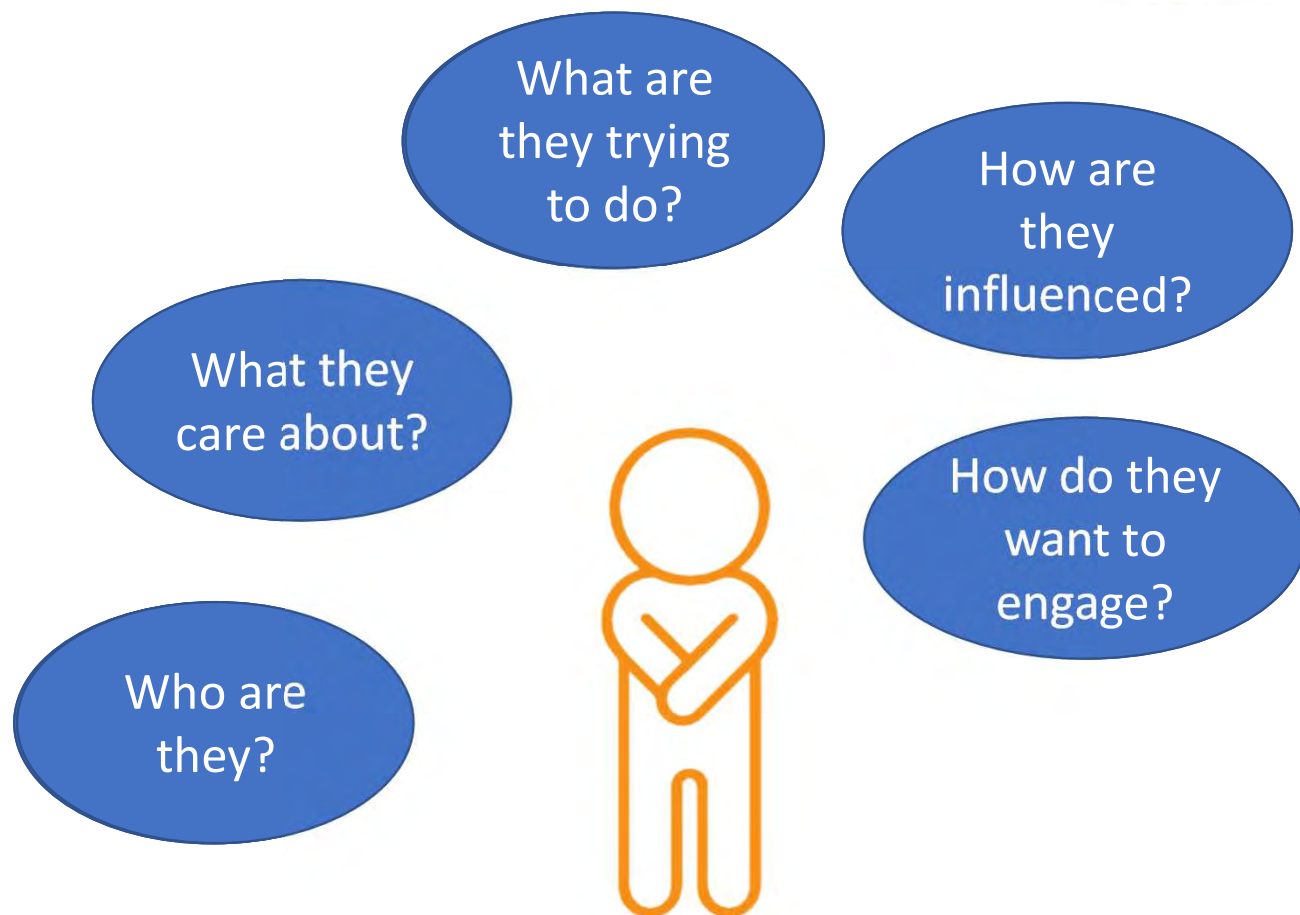 What are
they trying
to do?
How are
they
influenced?
What they
care about?
How do they
want to
engage?
Who are
they?